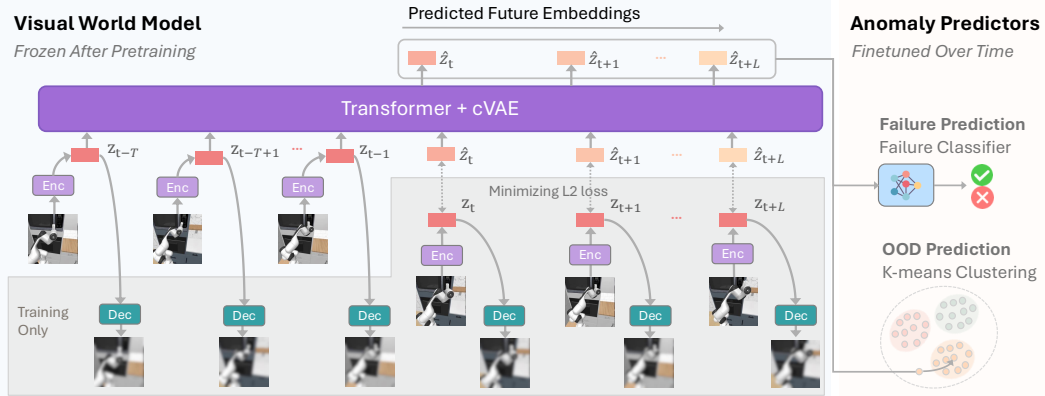 Visual World Model
Frozen After Pretraining
Predicted Future Embeddings
Anomaly Predictors
Finetuned Over Time
ẑt
ẑt+1
...
ẑt+L
Transformer + cVAE
zt−T
zt−T+1
...
zt−1
ẑt
ẑt+1
...
ẑt+L
Enc
Enc
Enc
Minimizing L2 loss
zt
zt+1
...
zt+L
Enc
Enc
Enc
Training
Only
Dec
Dec
Dec
Dec
Dec
Dec
Failure Prediction
Failure Classifier
OOD Prediction
K-means Clustering